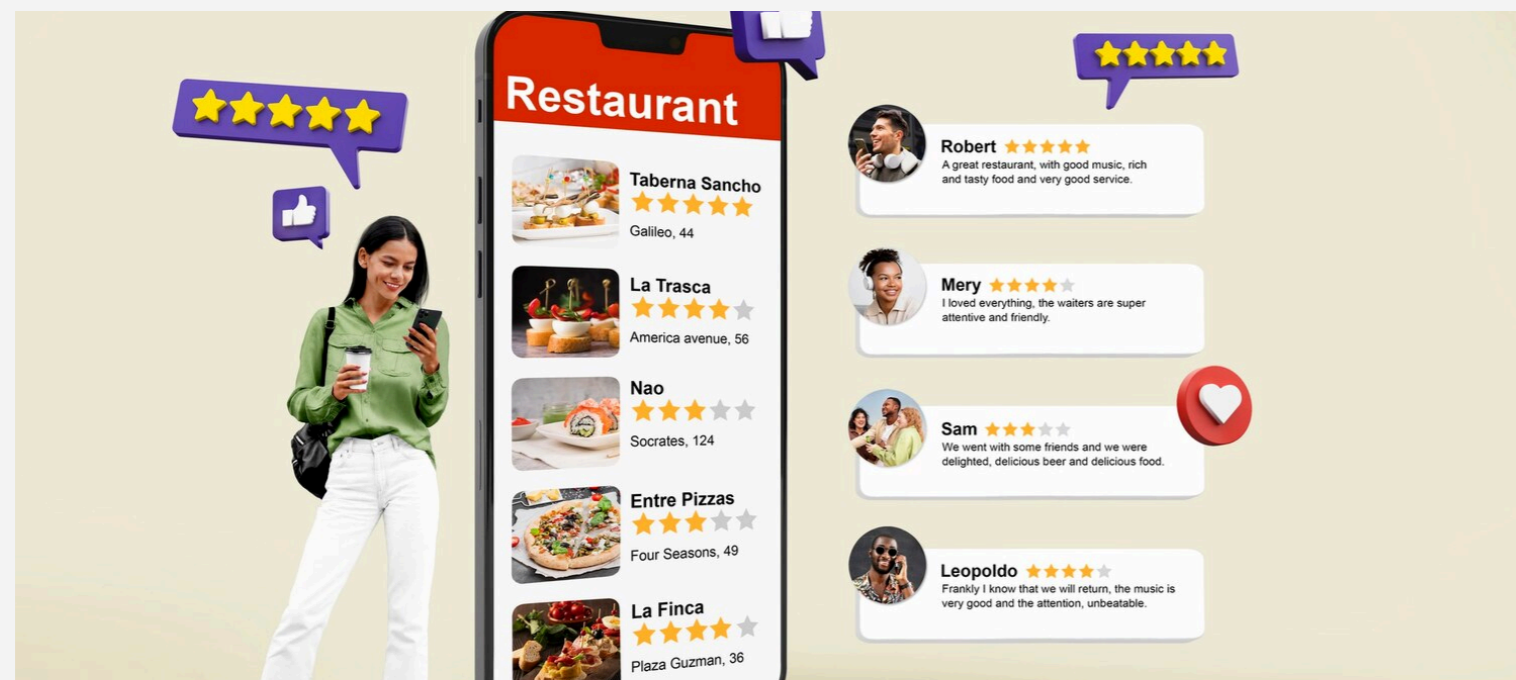 Restaurant
Taberna Sancho
Galileo, 44
La Trasca
America avenue, 56
Nao
Socrates, 124
Entre Pizzas
Four Seasons, 49
La Finca
Plaza Guzman, 36
Robert
A great restaurant, with good music, rich
and tasty food and very good service.
Mery
I loved everything, the waiters are super
attentive and friendly.
Sam
We went with some friends and we were
delighted, delicious beer and delicious food.
Leopoldo
Frankly I know that we will return, the music is
very good and the attention, unbeatable.